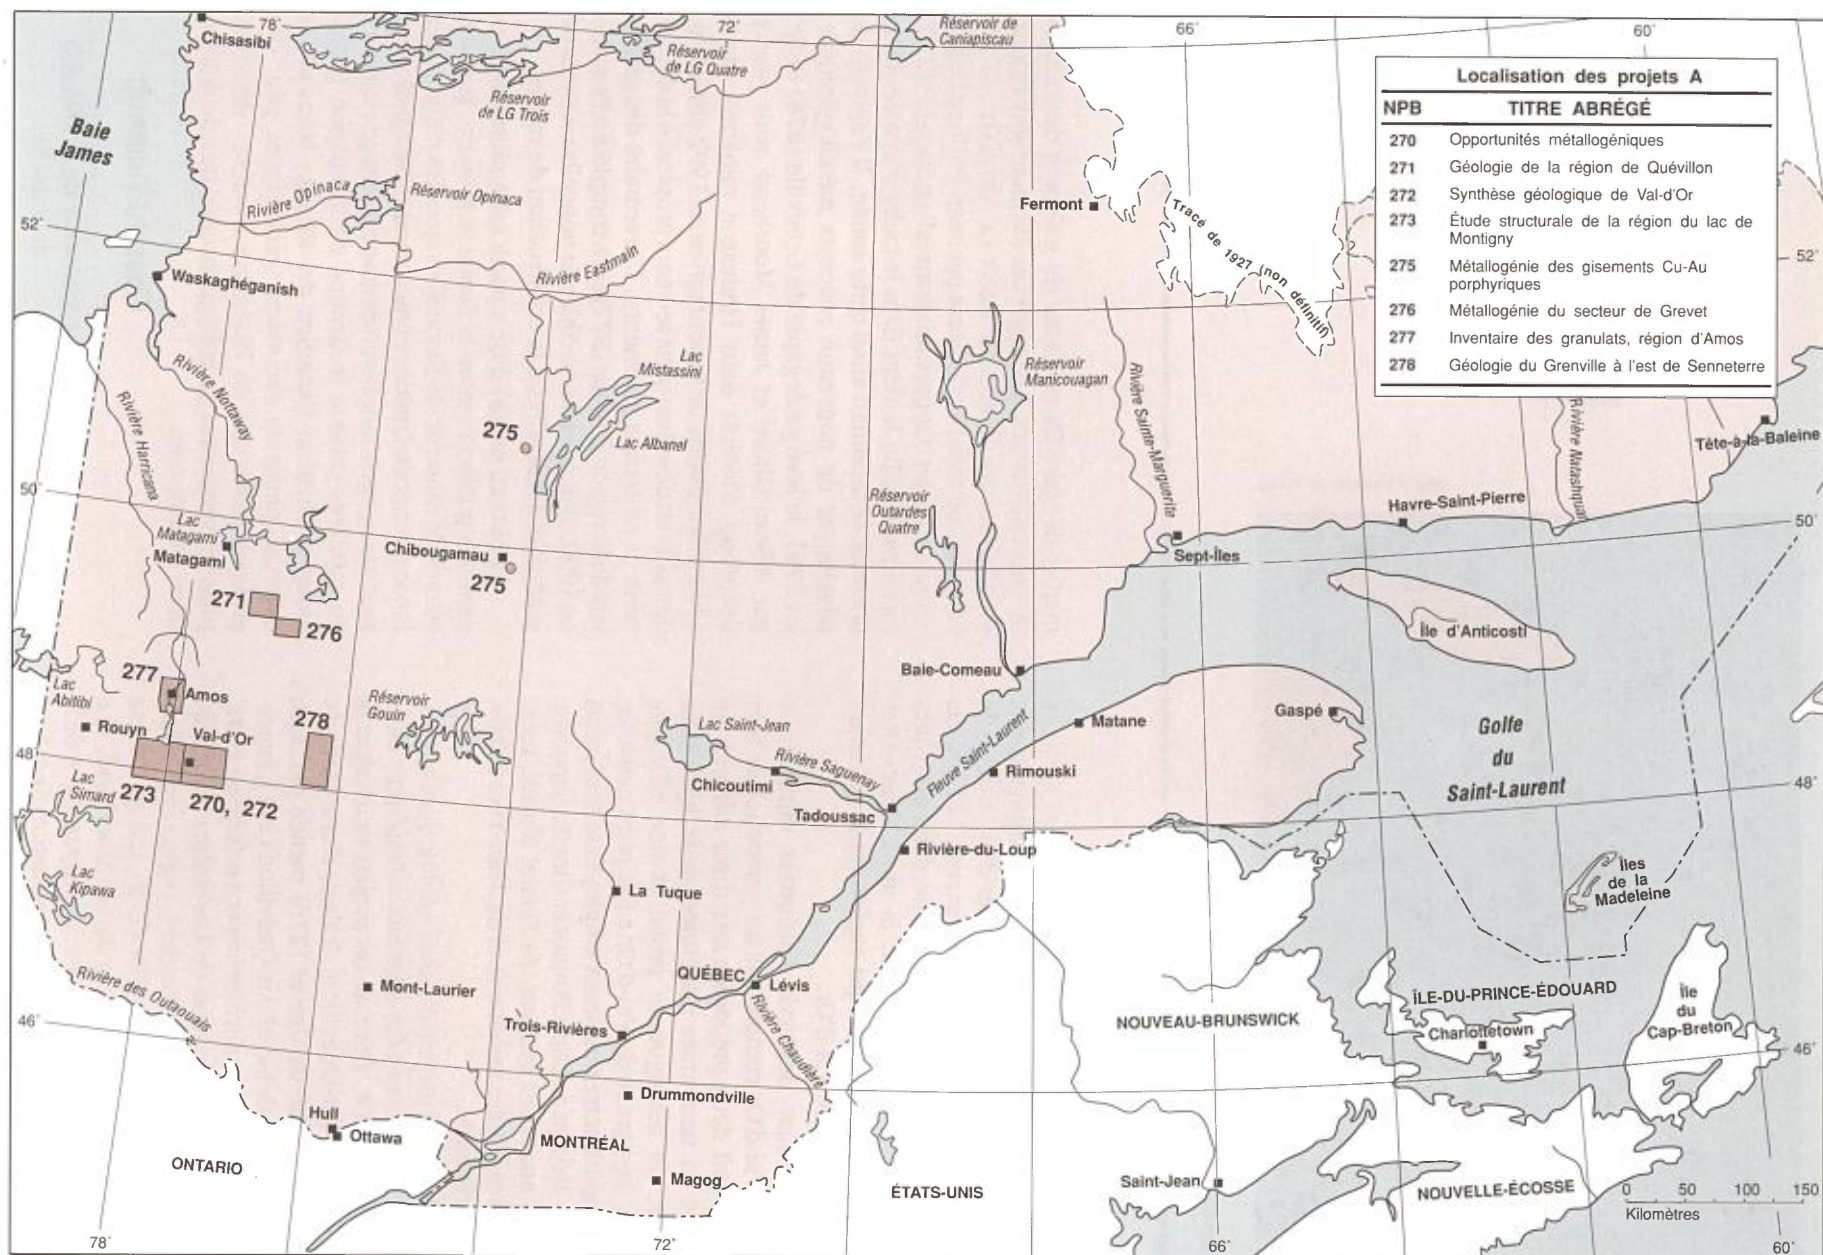 78°
72°
66°
60°
Chisasibi
Réservoir de
Caniapiscau
Réservoir
de LG Quatre
Réservoir
de LG Trois
Baie
James
Localisation des projets A
NPB TITRE ABRÉGÉ
270 Opportunités métallogéniques
271 Géologie de la région de Quévillon
272 Synthèse géologique de Val-d'Or
273 Étude structurale de la région du lac de
Montigny
275 Métallogénie des gisements Cu-Au
porphyriques
276 Métallogénie du secteur de Grevet
277 Inventaire des granulats, région d'Amos
278 Géologie du Grenville à l'est de Senneterre
Rivière Opinaca
Réservoir Opinaca
Fermont
Tracé de 1927 (non définitif)
52°
52°
Waskaghéganish
Rivière Eastmain
Rivière Nottaway
Rivière Harricana
Lac
Mistassini
Lac Albanel
275
Réservoir
Manicouagan
Rivière Sainte-Marguerite
Rivière Natashquan
Tête-à-la-Baleine
50°
50°
Réservoir
Outardes
Quatre
Havre-Saint-Pierre
Sept-Îles
Lac
Matagami
Matagami
Chibougamau
275
271
276
Île d'Anticosti
277
Amos
Lac
Abitibi
Rouyn
Val-d'Or
278
Réservoir
Gouin
Baie-Comeau
Lac Saint-Jean
Rivière Saguenay
Chicoutimi
Tadoussac
Fleuve Saint-Laurent
Matane
Gaspé
Rimouski
Golfe
du
Saint-Laurent
48°
48°
Lac
Simard
273
270, 272
Rivière-du-Loup
Lac
Kipawa
La Tuque
Îles
de la
Madeleine
Rivière des Outaouais
Mont-Laurier
QUÉBEC
Lévis
Trois-Rivières
Rivière Chaudière
NOUVEAU-BRUNSWICK
ÎLE-DU-PRINCE-ÉDOUARD
Charlottetown
Île
du
Cap-Breton
46°
46°
Drummondville
Hull
Ottawa
MONTRÉAL
ONTARIO
Magog
ÉTATS-UNIS
Saint-Jean
NOUVELLE-ÉCOSSE
0 50 100 150
Kilomètres
78°
72°
66°
60°